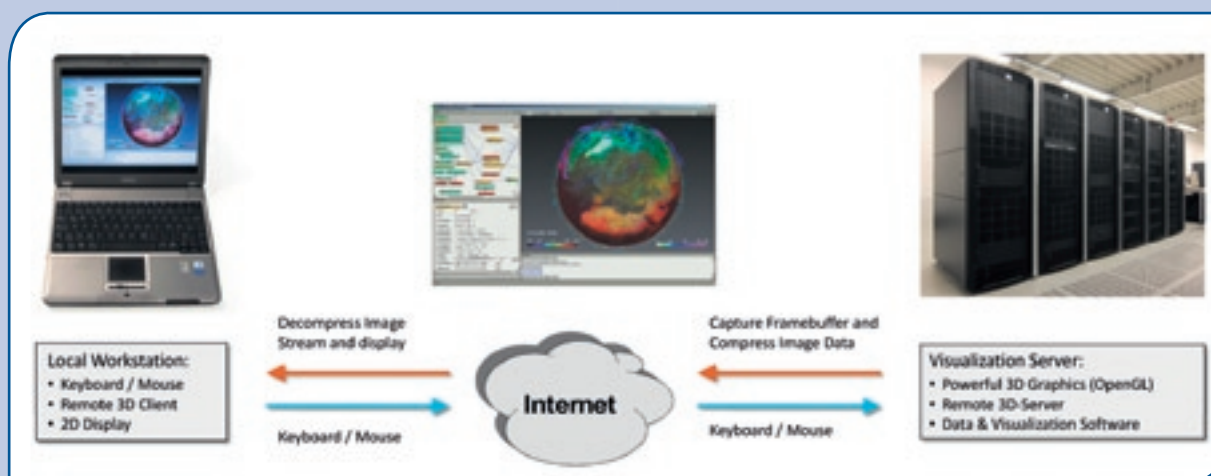 Decompress Image
Stream and display
Capture Framebuffer and
Compress Image Data
Local Workstation:
• Keyboard / Mouse
• Remote 3D Client
• 2D Display
Internet
Visualization Server:
• Powerful 3D Graphics (OpenGL)
• Remote 3D-Server
• Data & Visualization Software
Keyboard / Mouse
Keyboard / Mouse